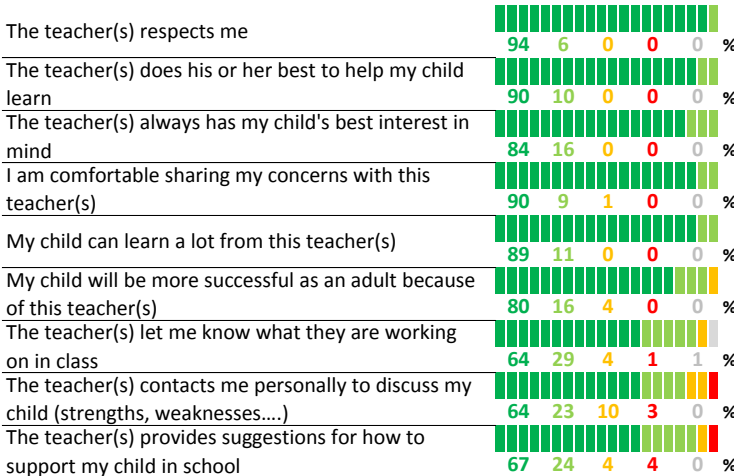 The teacher(s) respects me
94 6 0 0 0 %
The teacher(s) does his or her best to help my child
learn
90 10 0 0 0 %
The teacher(s) always has my child's best interest in
mind
84 16 0 0 0 %
I am comfortable sharing my concerns with this
teacher(s)
90 9 1 0 0 %
My child can learn a lot from this teacher(s)
89 11 0 0 0 %
My child will be more successful as an adult because
of this teacher(s)
80 16 4 0 0 %
The teacher(s) let me know what they are working
on in class
64 29 4 1 1 %
The teacher(s) contacts me personally to discuss my
child (strengths, weaknesses....)
64 23 10 3 0 %
The teacher(s) provides suggestions for how to
support my child in school
67 24 4 4 0 %